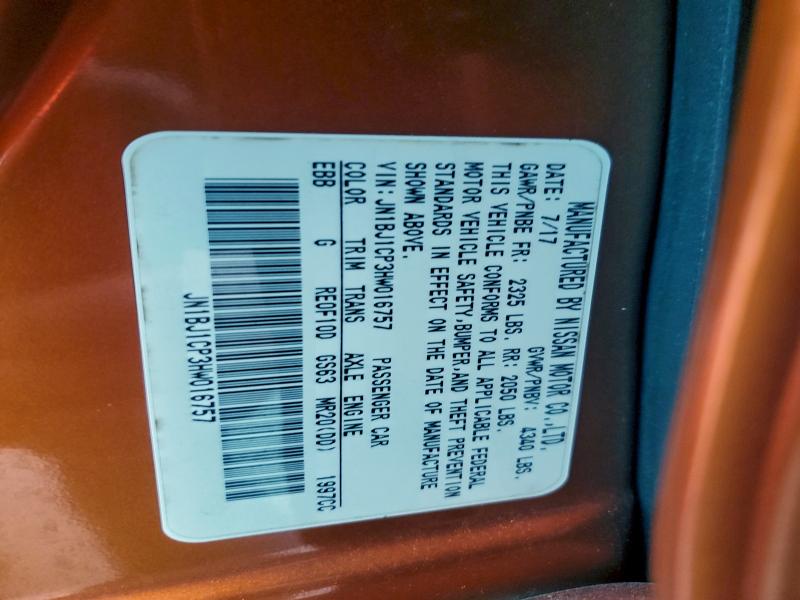 MANUFACTURED BY NISSAN MOTOR CO.,LTD.
DATE: 7/17 GVWR/PNBV: 4340 LBS.
GAWR/PNBE FR: 2325 LBS. RR: 2050 LBS.
THIS VEHICLE CONFORMS TO ALL APPLICABLE FEDERAL
MOTOR VEHICLE SAFETY,BUMPER,AND THEFT PREVENTION
STANDARDS IN EFFECT ON THE DATE OF MANUFACTURE
SHOWN ABOVE.
VIN:JN1BJ1CP3HW016757 PASSENGER CAR
COLOR TRIM TRANS AXLE ENGINE
EBB G RE0F10D GS63 MR20(DD) 1997CC
JN1BJ1CP3HW016757